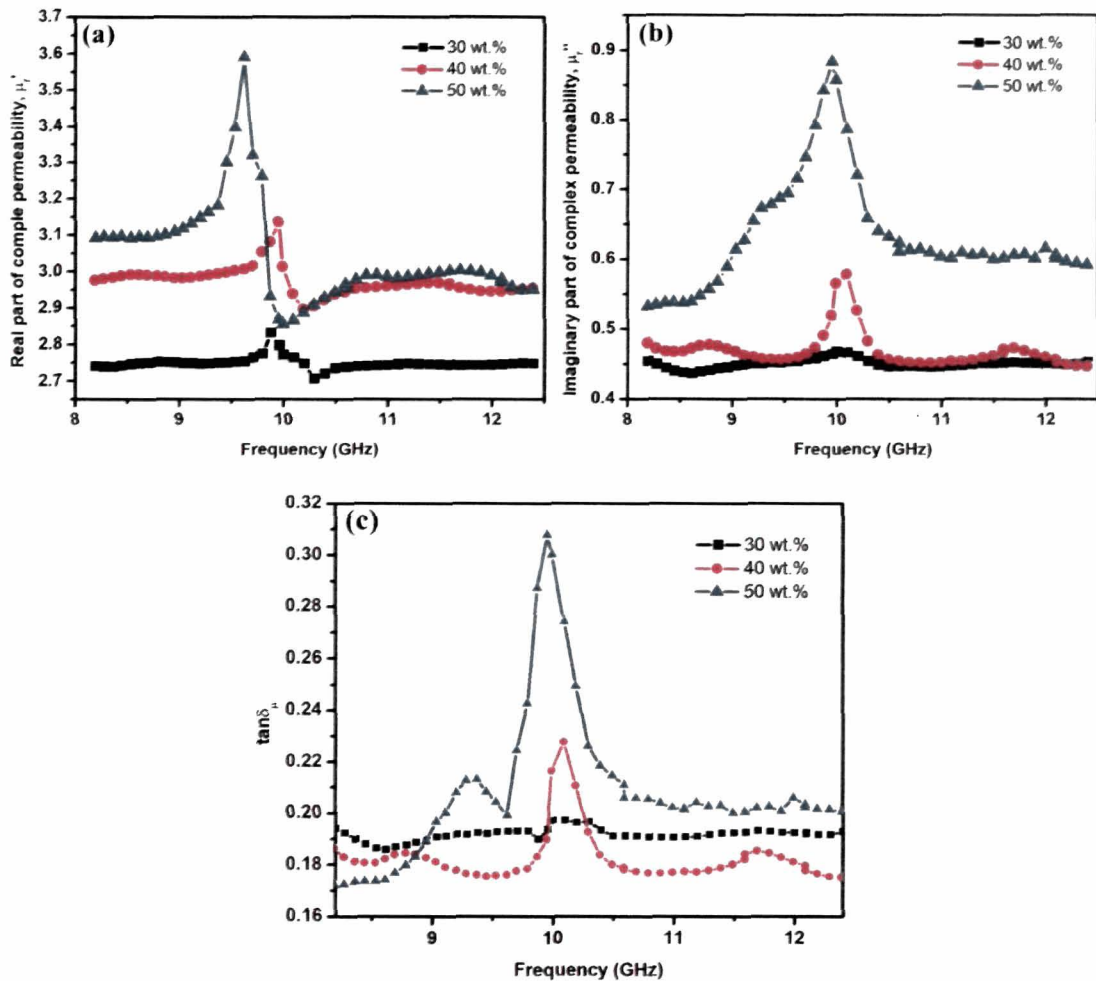 (a)
30 wt.%
40 wt.%
50 wt.%
Real part of comple permeability, μr'
3.7
3.6
3.5
3.4
3.3
3.2
3.1
3.0
2.9
2.8
2.7
8 9 10 11 12
Frequency (GHz)
(b)
30 wt.%
40 wt.%
50 wt.%
Imaginary part of complex permeability, μr''
0.9
0.8
0.7
0.6
0.5
0.4
8 9 10 11 12
Frequency (GHz)
(c)
30 wt.%
40 wt.%
50 wt.%
tanδμ
0.32
0.30
0.28
0.26
0.24
0.22
0.20
0.18
0.16
9 10 11 12
Frequency (GHz)